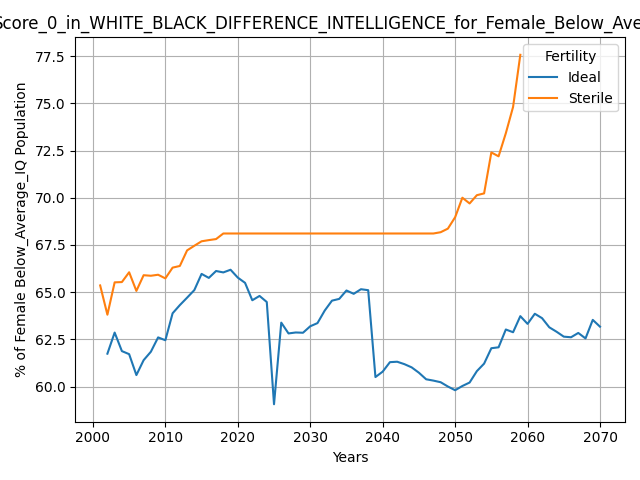 Score_0_in_WHITE_BLACK_DIFFERENCE_INTELLIGENCE_for_Female_Below_Ave
Fertility
Ideal
Sterile
77.5
75.0
72.5
70.0
67.5
65.0
62.5
60.0
% of Female Below_Average_IQ Population
2000 2010 2020 2030 2040 2050 2060 2070
Years